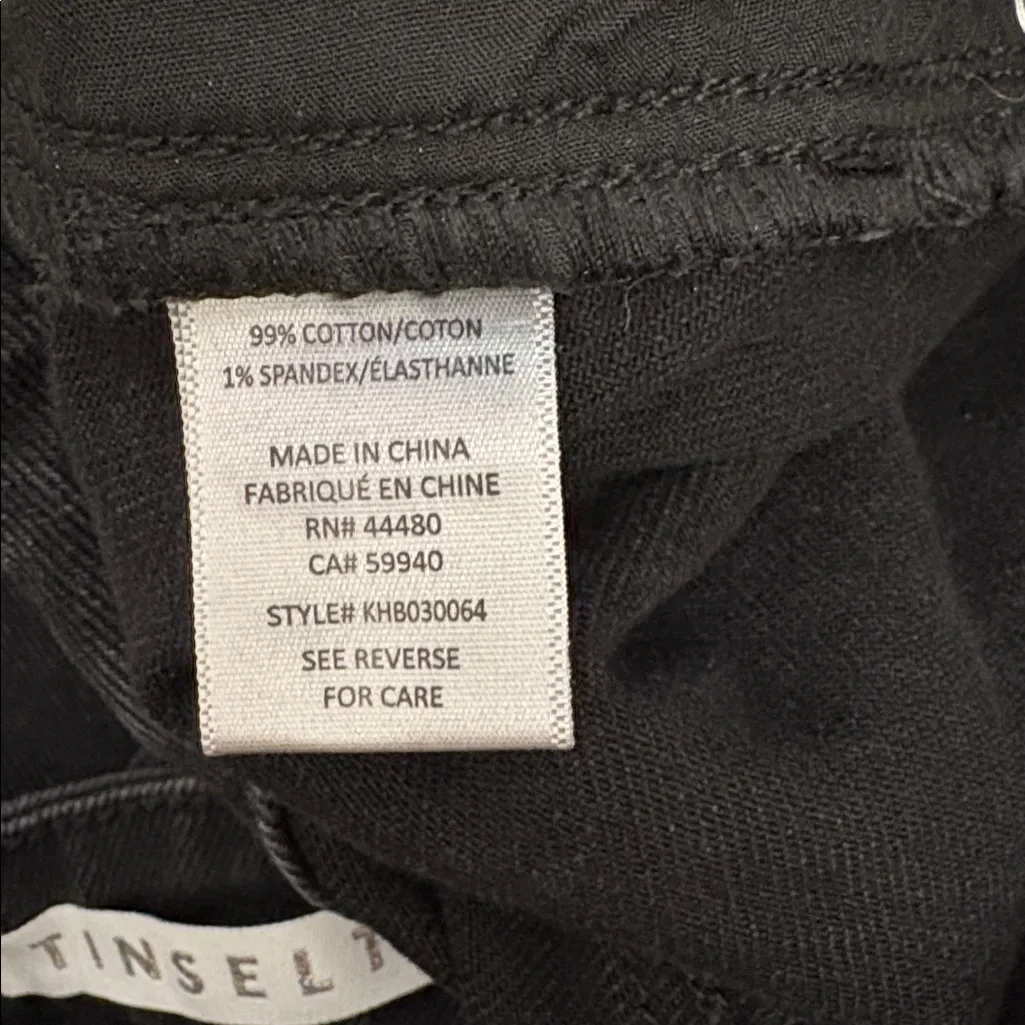 99% COTTON/COTON
1% SPANDEX/ÉLASTHANNE
MADE IN CHINA
FABRIQUÉ EN CHINE
RN# 44480
CA# 59940
STYLE# KHB030064
SEE REVERSE
FOR CARE
TINSEL T